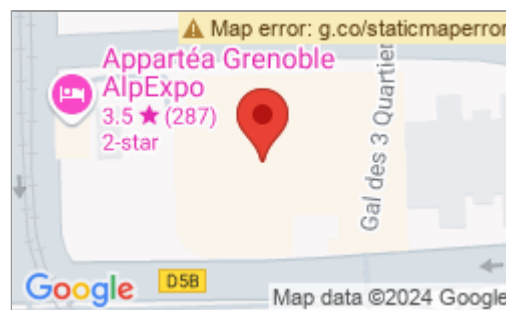 Map error: g.co/staticmaperror
Appartéa Grenoble
AlpExpo
3.5 ★ (287)
2-star
Gal des 3 Quartier
D5B
Google
Map data ©2024 Google